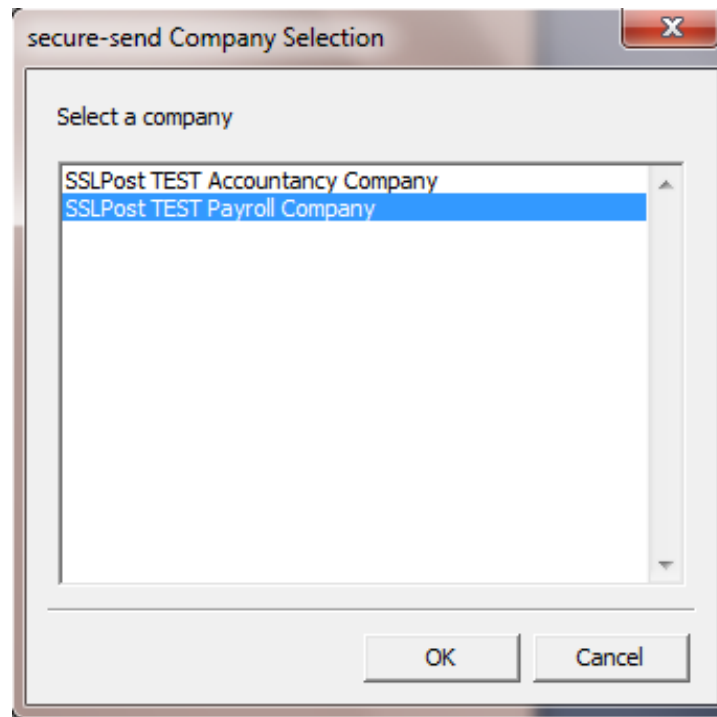 secure-send Company Selection
Select a company
SSLPost TEST Accountancy Company
SSLPost TEST Payroll Company
OK
Cancel